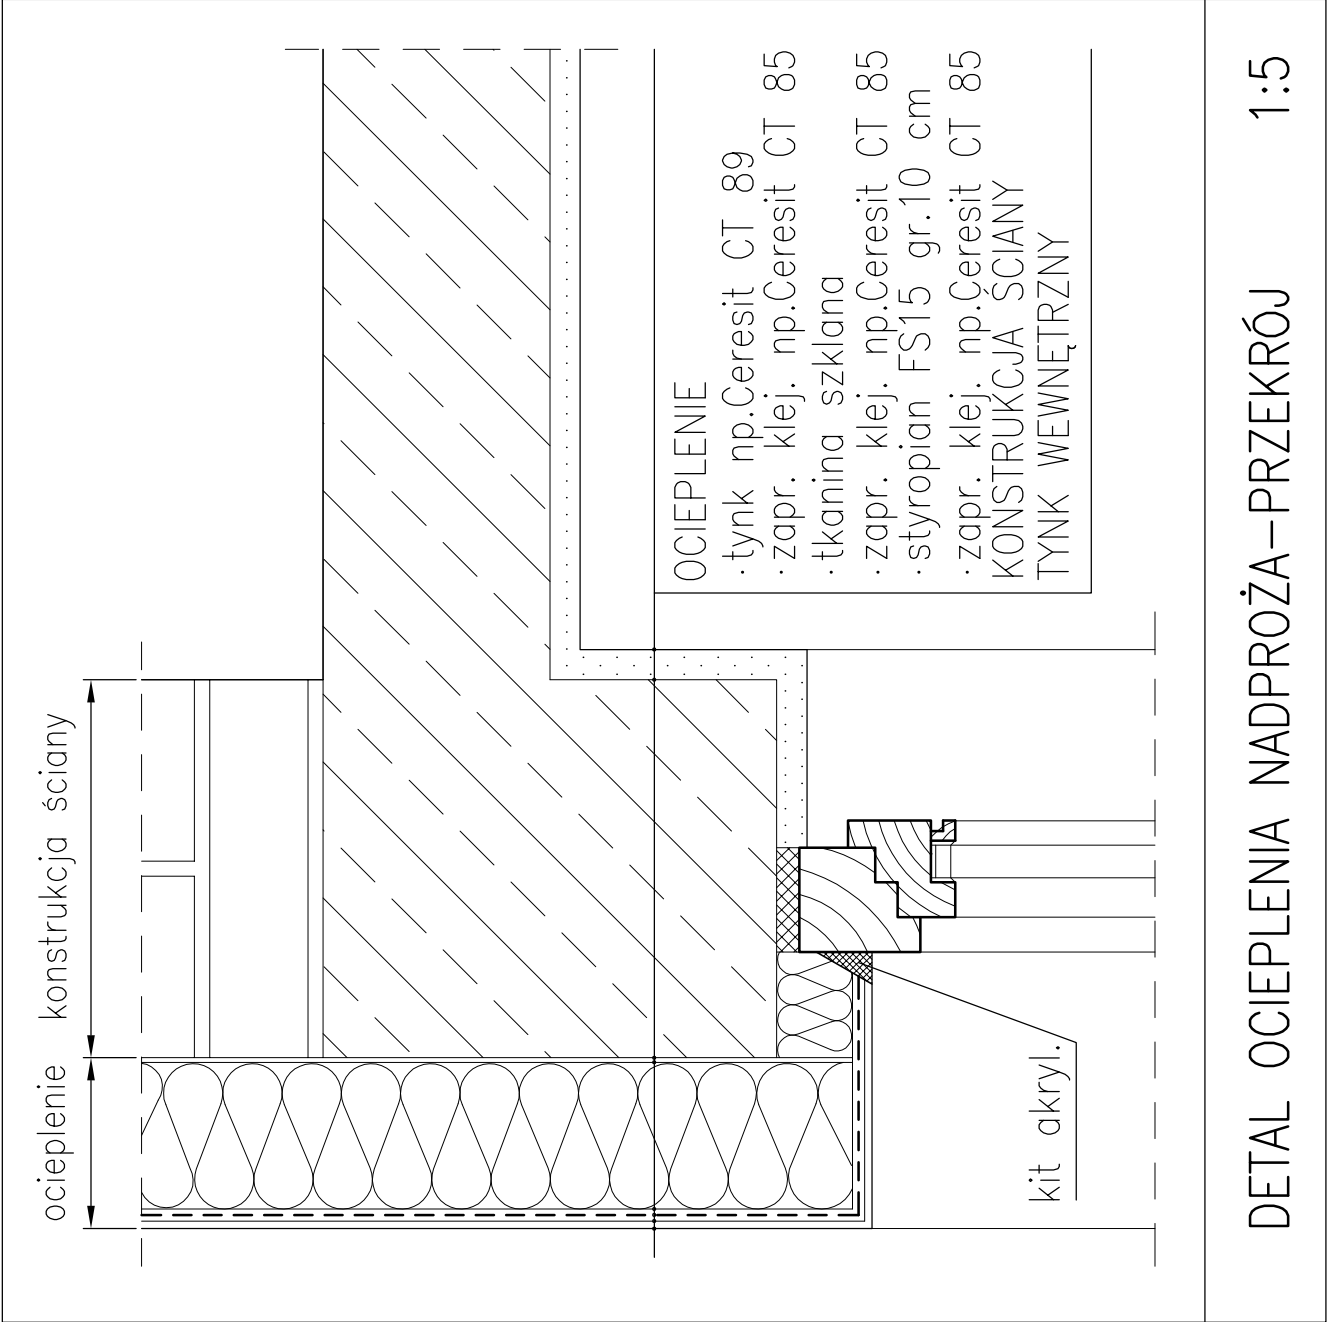 ocieplenie
konstrukcja ściany
OCIEPLENIE
· tynk np.Ceresit CT 89
· zapr. klej. np.Ceresit CT 85
· tkanina szklana
· zapr. klej. np.Ceresit CT 85
· styropian FS15 gr.10 cm
· zapr. klej. np.Ceresit CT 85
KONSTRUKCJA ŚCIANY
TYNK WEWNĘTRZNY
kit akryl.
DETAL OCIEPLENIA NADPROŻA-PRZEKRÓJ 1:5